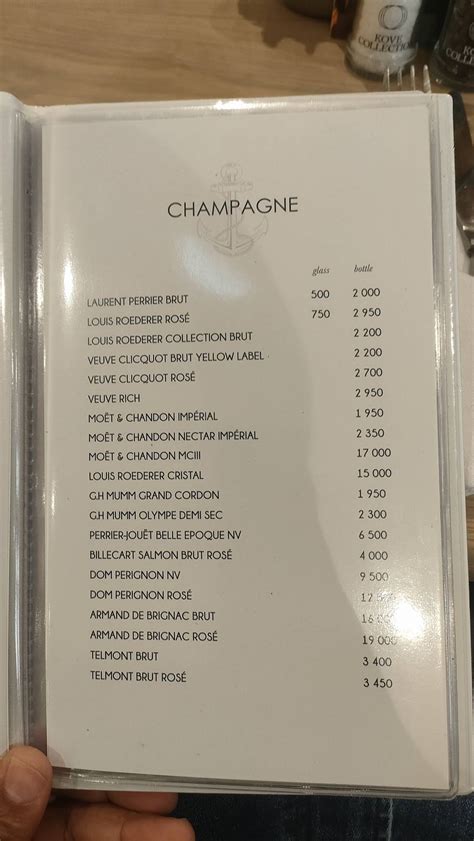 KOVE
COLLECTION
CHAMPAGNE
glass bottle
LAURENT PERRIER BRUT 500 2 000
LOUIS ROEDERER ROSÉ 750 2 950
LOUIS ROEDERER COLLECTION BRUT 2 200
VEUVE CLICQUOT BRUT YELLOW LABEL 2 200
VEUVE CLICQUOT ROSÉ 2 700
VEUVE RICH 2 950
MOËT & CHANDON IMPÉRIAL 1 950
MOËT & CHANDON NECTAR IMPÉRIAL 2 350
MOËT & CHANDON MCIII 17 000
LOUIS ROEDERER CRISTAL 15 000
G.H MUMM GRAND CORDON 1 950
G.H MUMM OLYMPE DEMI SEC 2 300
PERRIER-JOUËT BELLE EPOQUE NV 6 500
BILLECART SALMON BRUT ROSÉ 4 000
DOM PERIGNON NV 9 500
DOM PERIGNON ROSÉ
ARMAND DE BRIGNAC BRUT
ARMAND DE BRIGNAC ROSÉ 19 000
TELMONT BRUT 3 400
TELMONT BRUT ROSÉ 3 450